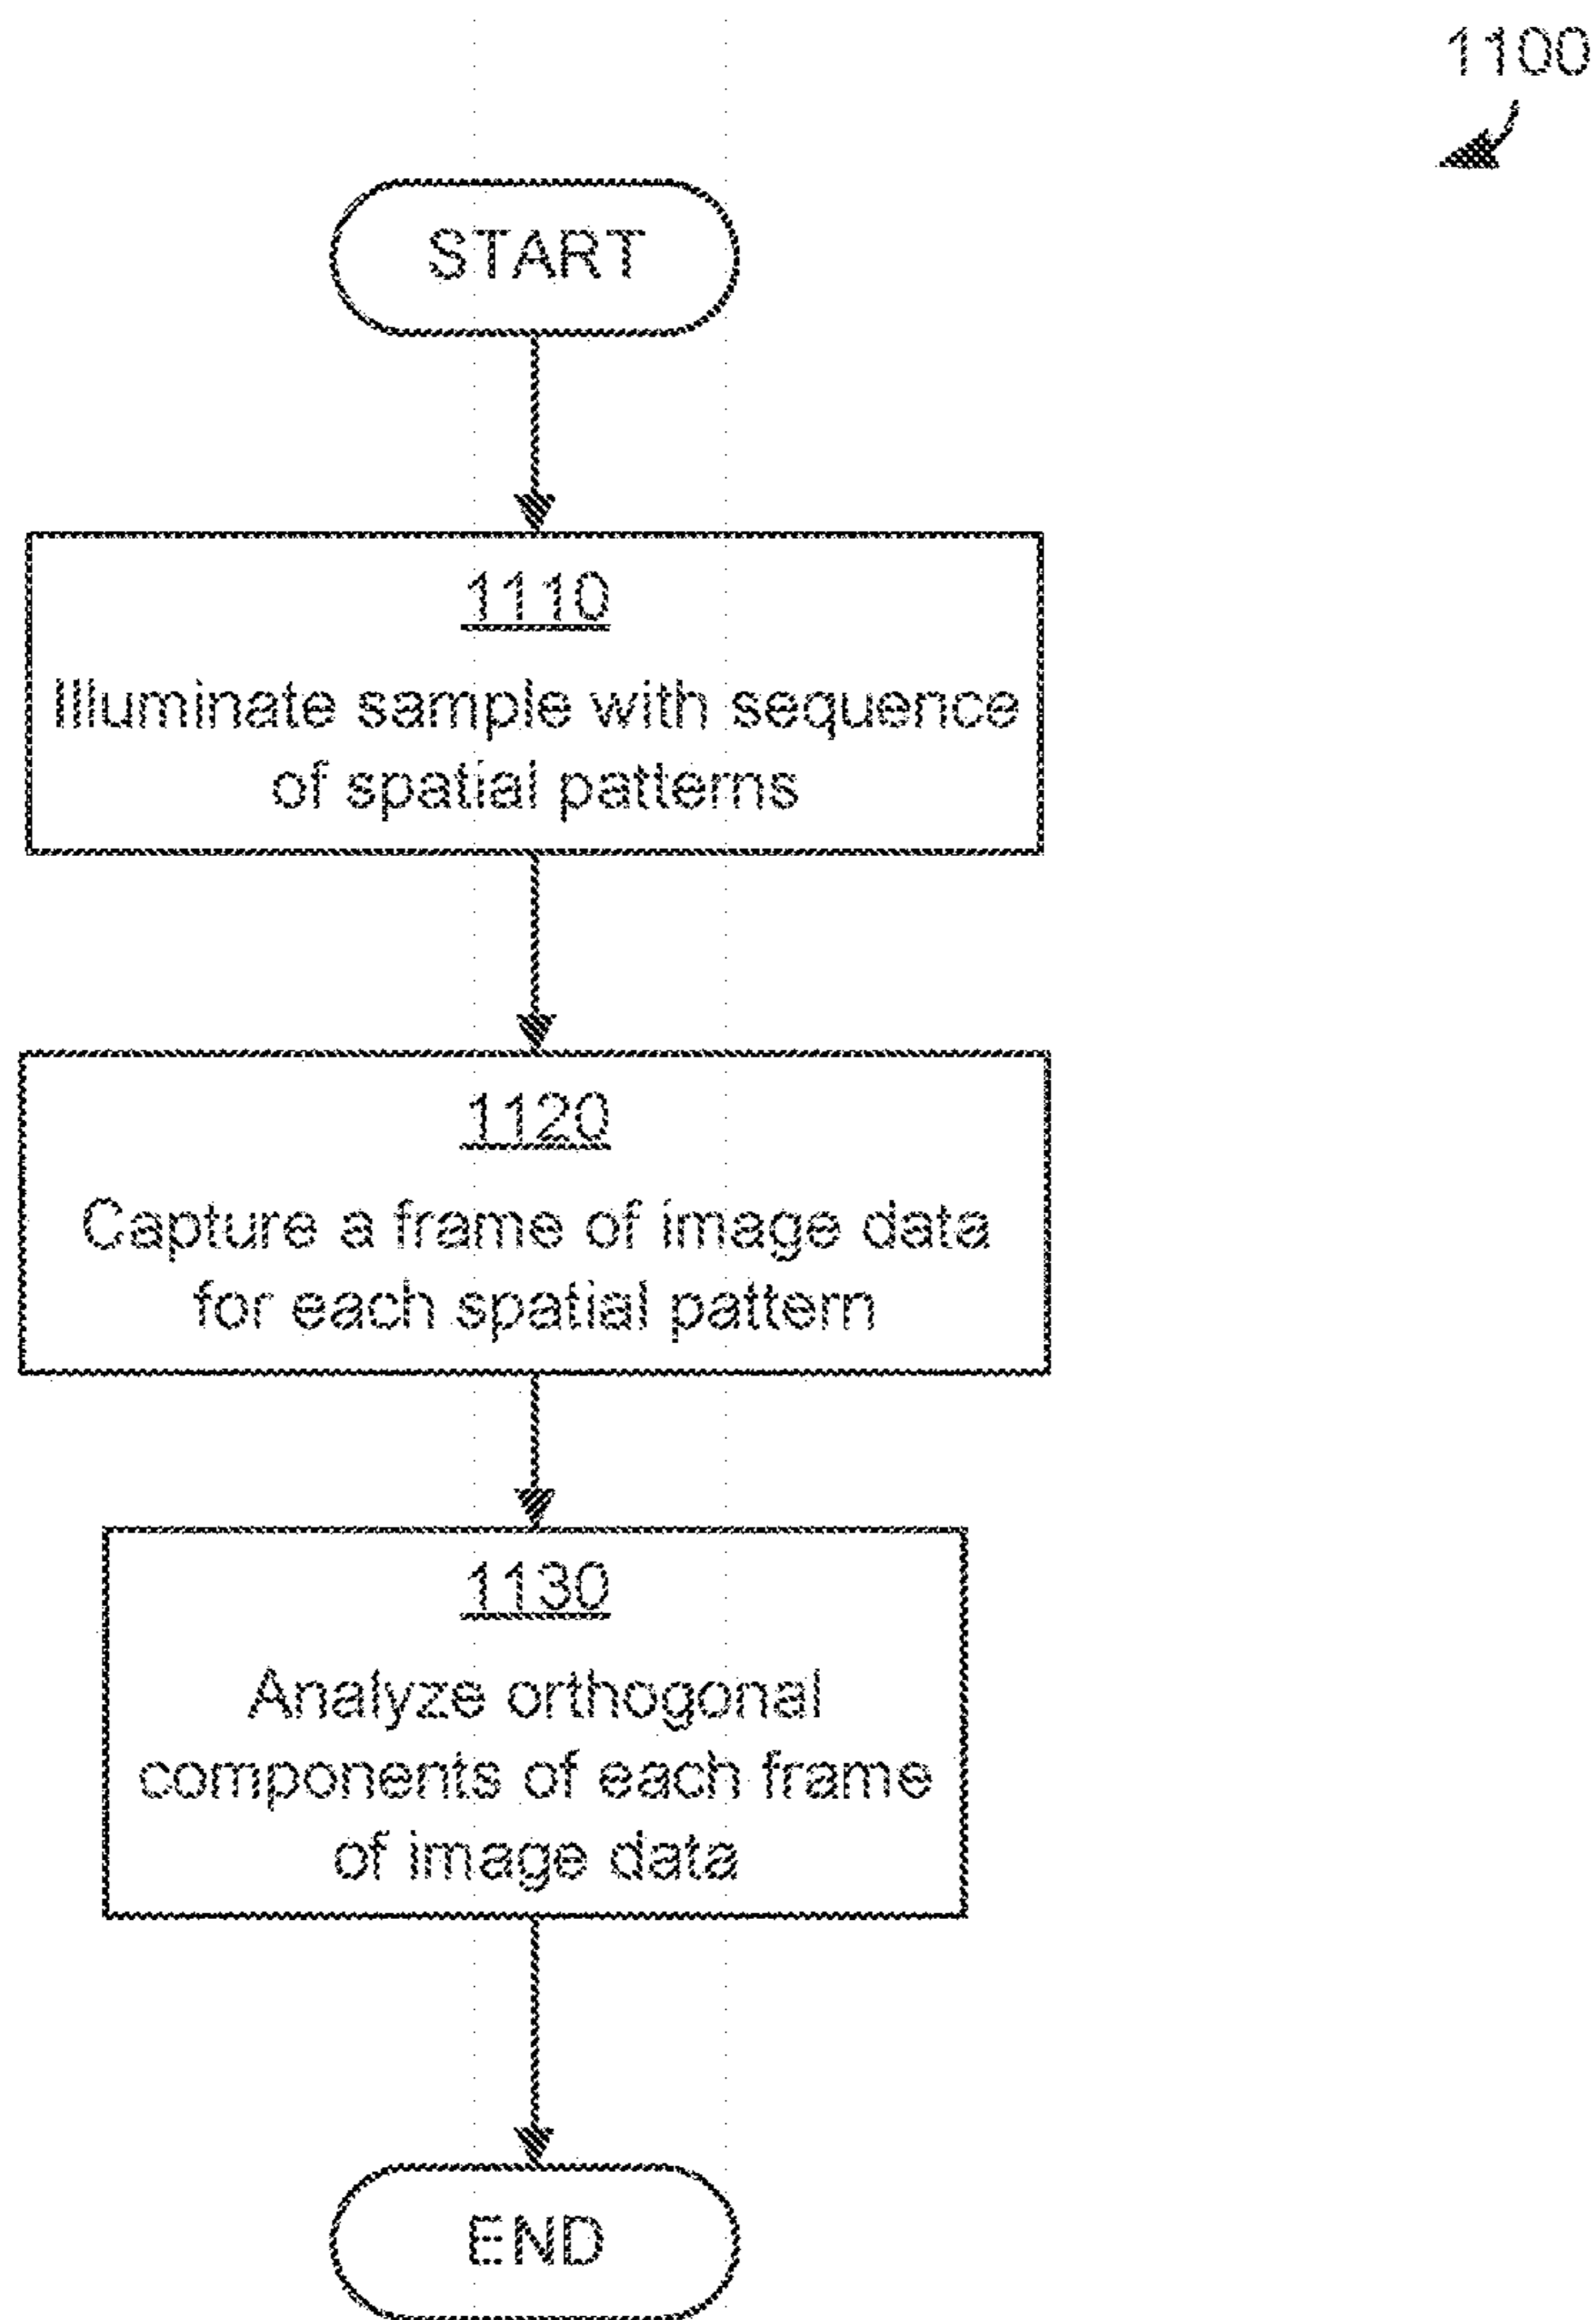 1100
START
1110
Illuminate sample with sequence
of spatial patterns
1120
Capture a frame of image data
for each spatial pattern
1130
Analyze orthogonal
components of each frame
of image data
END